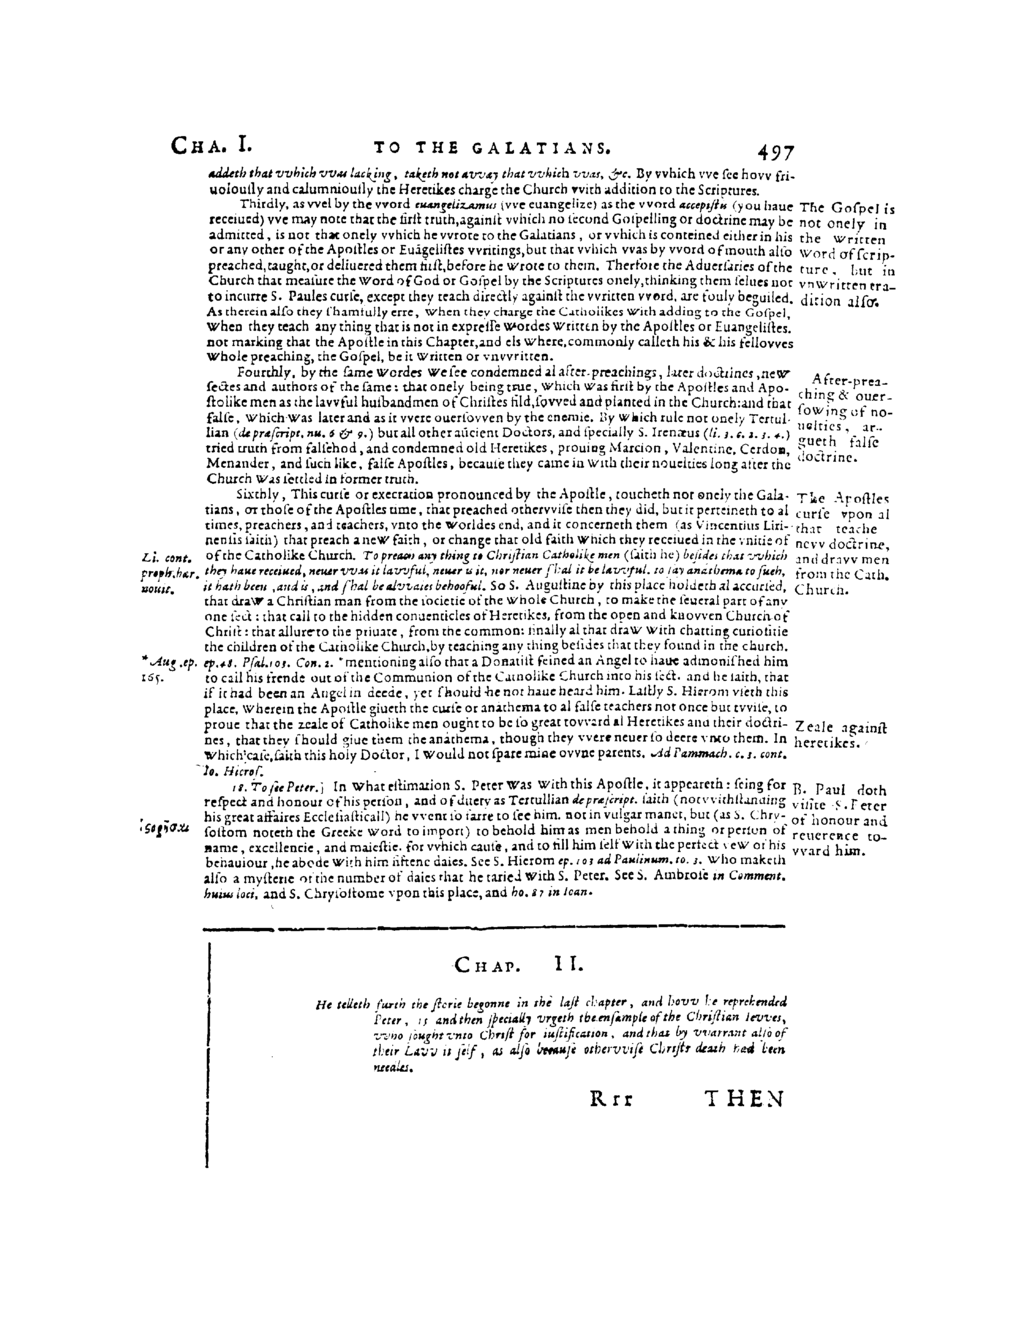 CHA. I. TO THE GALATIANS. 497
addeth that vvhich vvas lacking, taketh not avvay that vvhich vvas, &c. By vvhich vve ſee hovv fri-
uoiouſly and calumniouſly the Heretikes charge the Church vvith addition to the Scriptures.
Thirdly, as vvel by the vvord euangelizamus (vve euangelize) as the vvord accepiſtis (you haue
receiued) vve may note that the firſt truth, againſt vvhich no ſecond Goſpelling or doctrine may be
admitted, is not that onely vvhich he vvrote to the Galatians, or vvhich is conteined either in his
or any other of the Apoſtles or Euãgeliſtes vvritings, but that vvhich vvas by vvord of mouth alſo
preached, taught, or deliuered them firſt, before he wrote to them. Therfore the Aduerſaries of the
Church that meaſure the Word of God or Goſpel by the Scriptures onely, thinking them ſelues not
to incurre S. Paules curſe, except they teach directly againſt the vvritten vvord, are fouly beguiled.
As therein alſo they ſhamfully erre, when they charge the Catholikes with adding to the Goſpel,
when they teach any thing that is not in expreſſe wordes written by the Apoſtles or Euangeliſtes.
not marking that the Apoſtle in this Chapter, and els where, commonly calleth his & his fellovves
whole preaching, the Goſpel, be it written or vnvvritten.
The Goſpel is
not onely in
the written
word of ſcrip-
ture, but in
vnwritten tra-
dition alſo.
Fourthly, by the ſame wordes we ſee condemned al after-preachings, later doctrines, new
ſectes and authors of the ſame: that onely being true, which was firſt by the Apoſtles and Apo-
ſtolike men as the lavvful huſbandmen of Chriſtes fild, ſovved and planted in the Church: and that
falſe, which was later and as it vvere ouerſovven by the enemie. By which rule not onely Tertul-
lian (de præſcript. nu. 6 & 9.) but all other aũcient Doctors, and ſpecially S. Irenæus (li. 3. c. 2. 3. 4.)
tried truth from falſehod, and condemned old Heretikes, prouing Marcion, Valentine, Cerdon,
Menander, and ſuch like, falſe Apoſtles, becauſe they came in with their nouelties long after the
Church was ſettled in former truth.
After-prea-
ching & ouer-
ſowing of no-
uelties, ar-
gueth falſe
doctrine.
Sixthly, This curſe or execration pronounced by the Apoſtle, toucheth not onely the Gala-
tians, or thoſe of the Apoſtles time, that preached othervviſe then they did, but it perteineth to al
times, preachers, and teachers, vnto the worldes end, and it concerneth them (as Vincentius Liri-
nenſis ſaith) that preach a new faith, or change that old faith which they receiued in the vnitie of
of the Catholike Church. To preach any thing to Chriſtian Catholike men (ſaith he) beſides that vvhich
they haue receiued, neuer vvas it lavvful, neuer is it, nor neuer ſhal it be lavvful. to ſay anathema to ſuch,
it hath been, and is, and ſhal be alvvaies behooful. So S. Auguſtine by this place holdeth al accurſed,
that draw a Chriſtian man from the ſocietie of the whole Church, to make the ſeueral part of any
one ſect: that call to the hidden conuenticles of Heretikes, from the open and knovven Church of
Chriſt: that allure to the priuate, from the common: finally al that draw with chatting curioſitie
the children of the Catholike Church, by teaching any thing beſides that they found in the church.
ep. 48. Pſal. 103. Con. 2. *mentioning alſo that a Donatiſt feined an Angel to haue admoniſhed him
to call his frende out of the Communion of the Catholike Church into his ſect. and he ſaith, that
if it had been an Angel in deede, yet ſhould he not haue heard him. Laſtly S. Hierom vſeth this
place, wherein the Apoſtle giueth the curſe or anathema to al falſe teachers not once but tvviſe, to
proue that the zeale of Catholike men ought to be ſo great tovvard al Heretikes and their doctri-
nes, that they ſhould giue them the anathema, though they vvere neuer ſo deere vnto them. In
which caſe, ſaith this holy Doctor, I would not ſpare mine ovvne parents. Ad Pammach. c. 3. cont.
Io. Hieroſ.
The Apoſtles
curſe vpon al
that teache
nevv doctrine,
and dravv men
from the Cath.
Church.
Li. cont.
proph. hær.
nouit.
*Aug. ep.
165.
Zeale againſt
heretikes.
18. To ſee Peter.] In what eſtimation S. Peter was with this Apoſtle, it appeareth: ſeing for
reſpect and honour of his perſon, and of duety as Tertullian de præſcript. ſaith (notvvithſtanding
his great affaires Eccleſiaſticall) he vvent ſo farre to ſee him. not in vulgar maner, but (as S. Chry-
ſoſtom noteth the Greeke word to import) to behold him as men behold a thing or perſon of
name, excellencie, and maieſtie. for vvhich cauſe, and to fill him ſelf with the perfect vew of his
behauiour, he abode with him fiftene daies. See S. Hierom ep. 103 ad Paulinum. to. 3. who maketh
alſo a myſterie of the number of daies that he taried with S. Peter. See S. Ambroſe in Comment.
huius loci, and S. Chryſoſtome vpon this place, and ho. 87 in Ioan.
S. Paul doth
viſite S. Peter
of honour and
reuerence to-
vvard him.
CHAP. II.
He telleth furth the ſtorie begonne in the laſt chapter, and hovv he reprehended
Peter, 15 and then ſpecially vrgeth the enſample of the Chriſtian Ievves,
vvho ſought vnto Chriſt for iuſtification, and that by vvarrant alſo of
their Lavv it ſelf, as alſo becauſe othervviſe Chriſts death had been
needles.
Rrr THEN